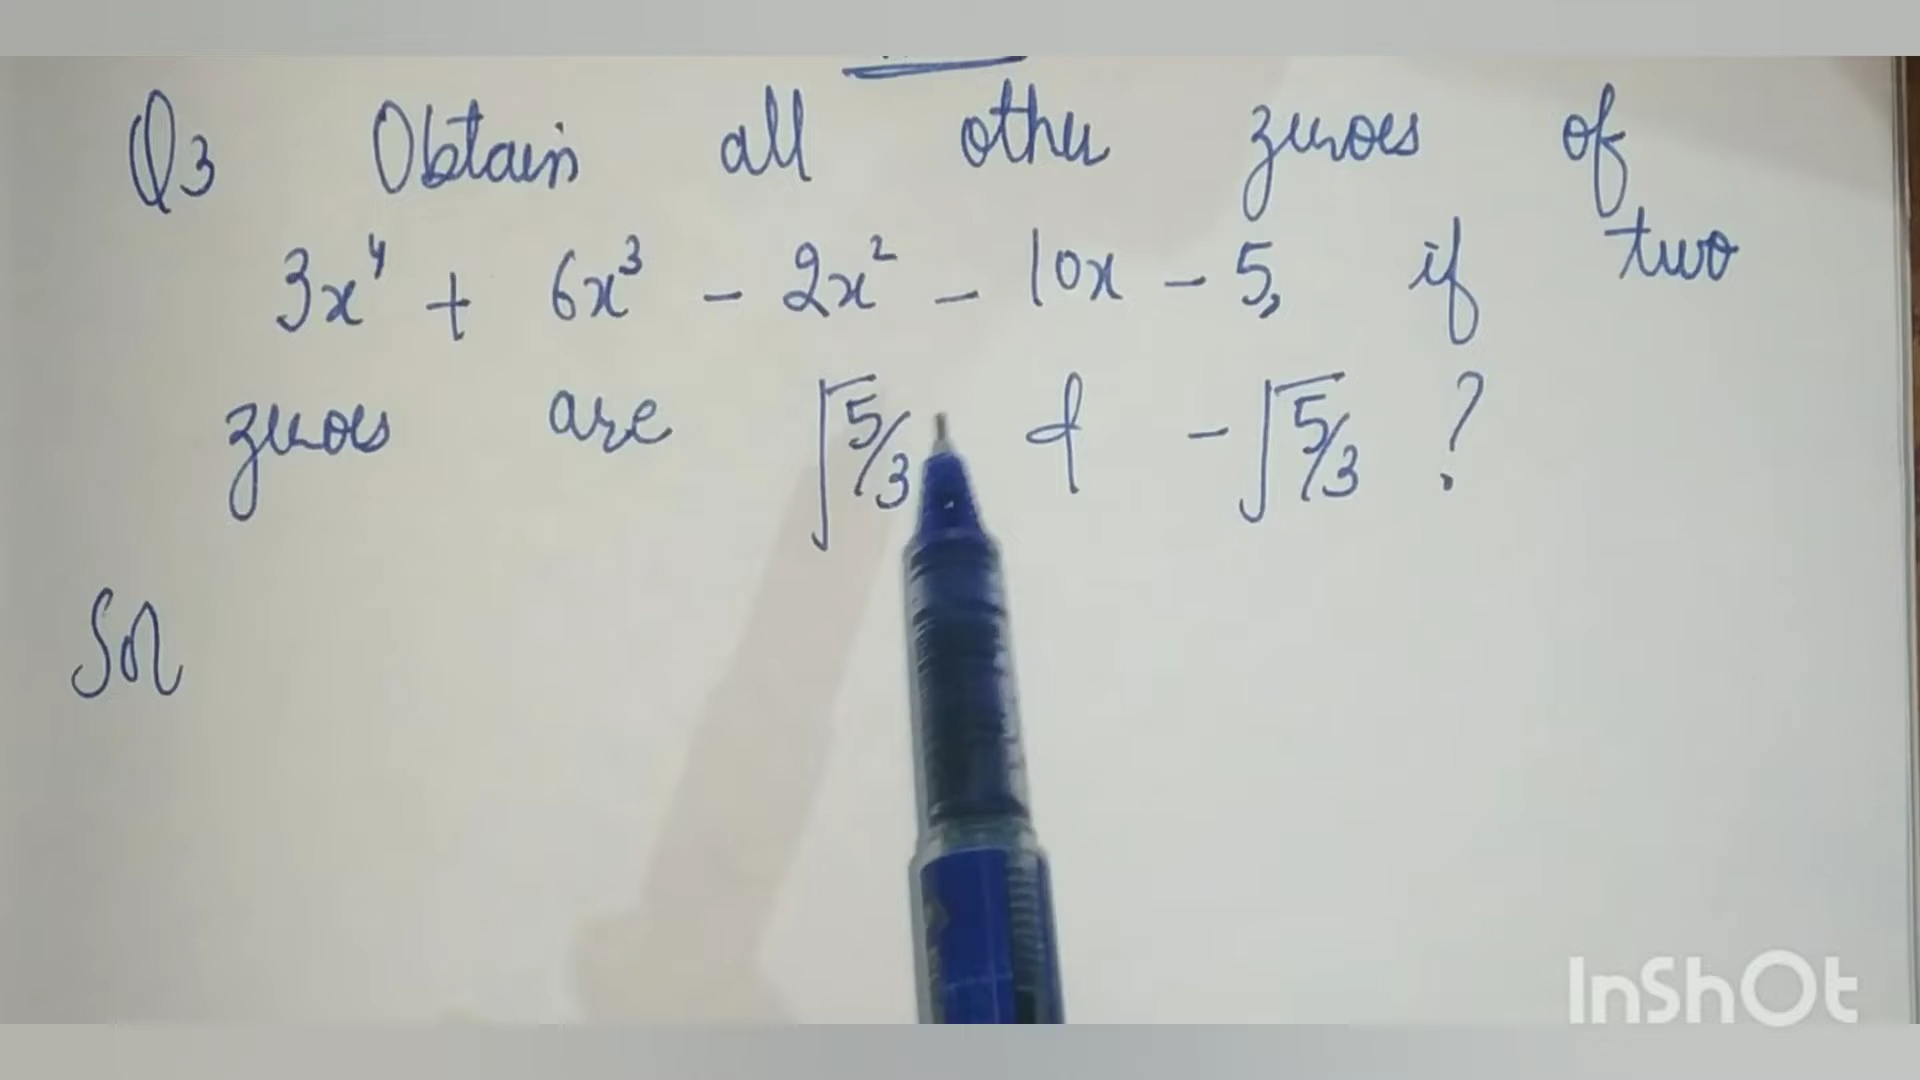 Q3 Obtain all other zeroes of
3x⁴ + 6x³ - 2x² - 10x - 5, if two
zeroes are √5/3 & -√5/3 ?
Sol
InShOt